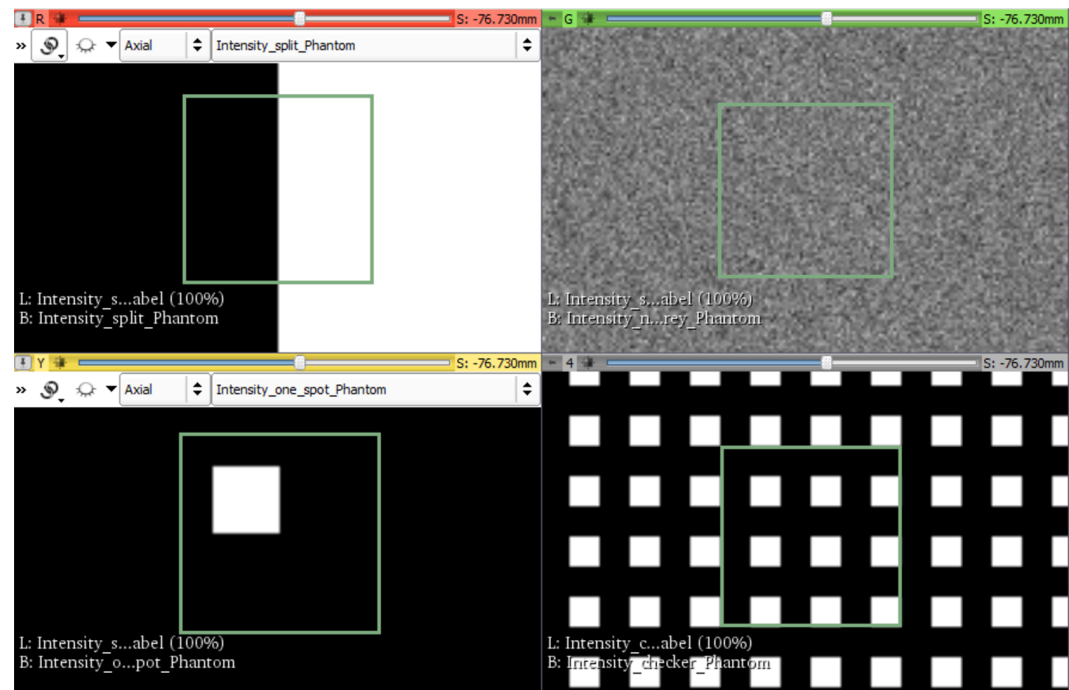 R S: -76.730mm
Axial Intensity_split_Phantom
L: Intensity_s...abel (100%)
B: Intensity_split_Phantom
G S: -76.730mm
L: Intensity_s...abel (100%)
B: Intensity_n...rey_Phantom
Y S: -76.730mm
Axial Intensity_one_spot_Phantom
L: Intensity_s...abel (100%)
B: Intensity_o...pot_Phantom
4 S: -76.730mm
L: Intensity_c...abel (100%)
B: Intensity_checker_Phantom